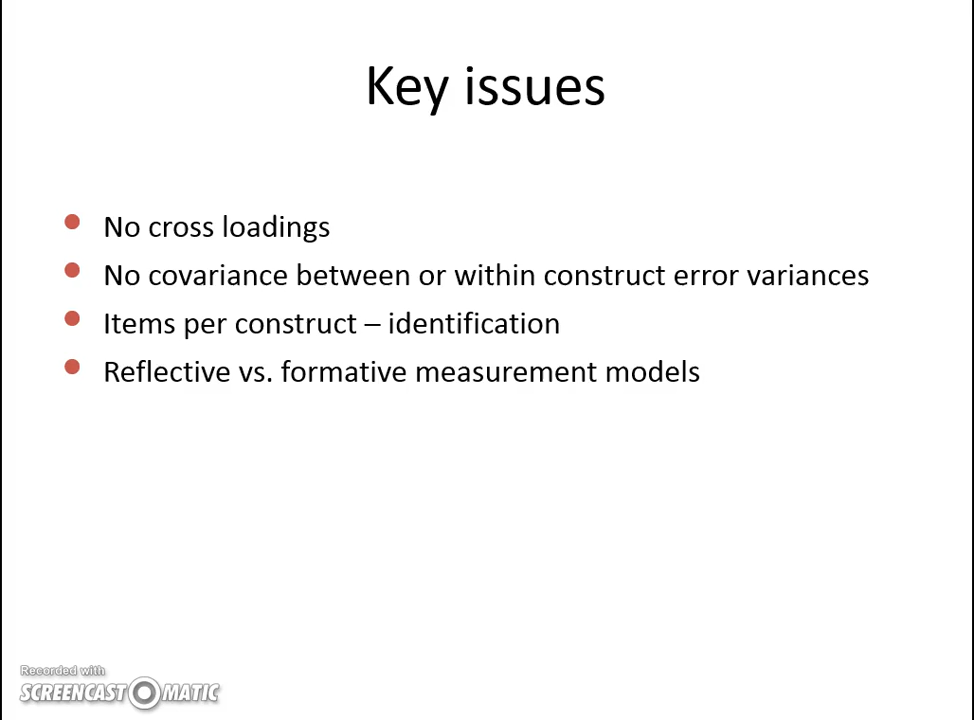 Key issues
No cross loadings
No covariance between or within construct error variances
Items per construct – identification
Reflective vs. formative measurement models
Recorded with
SCREENCAST MATIC